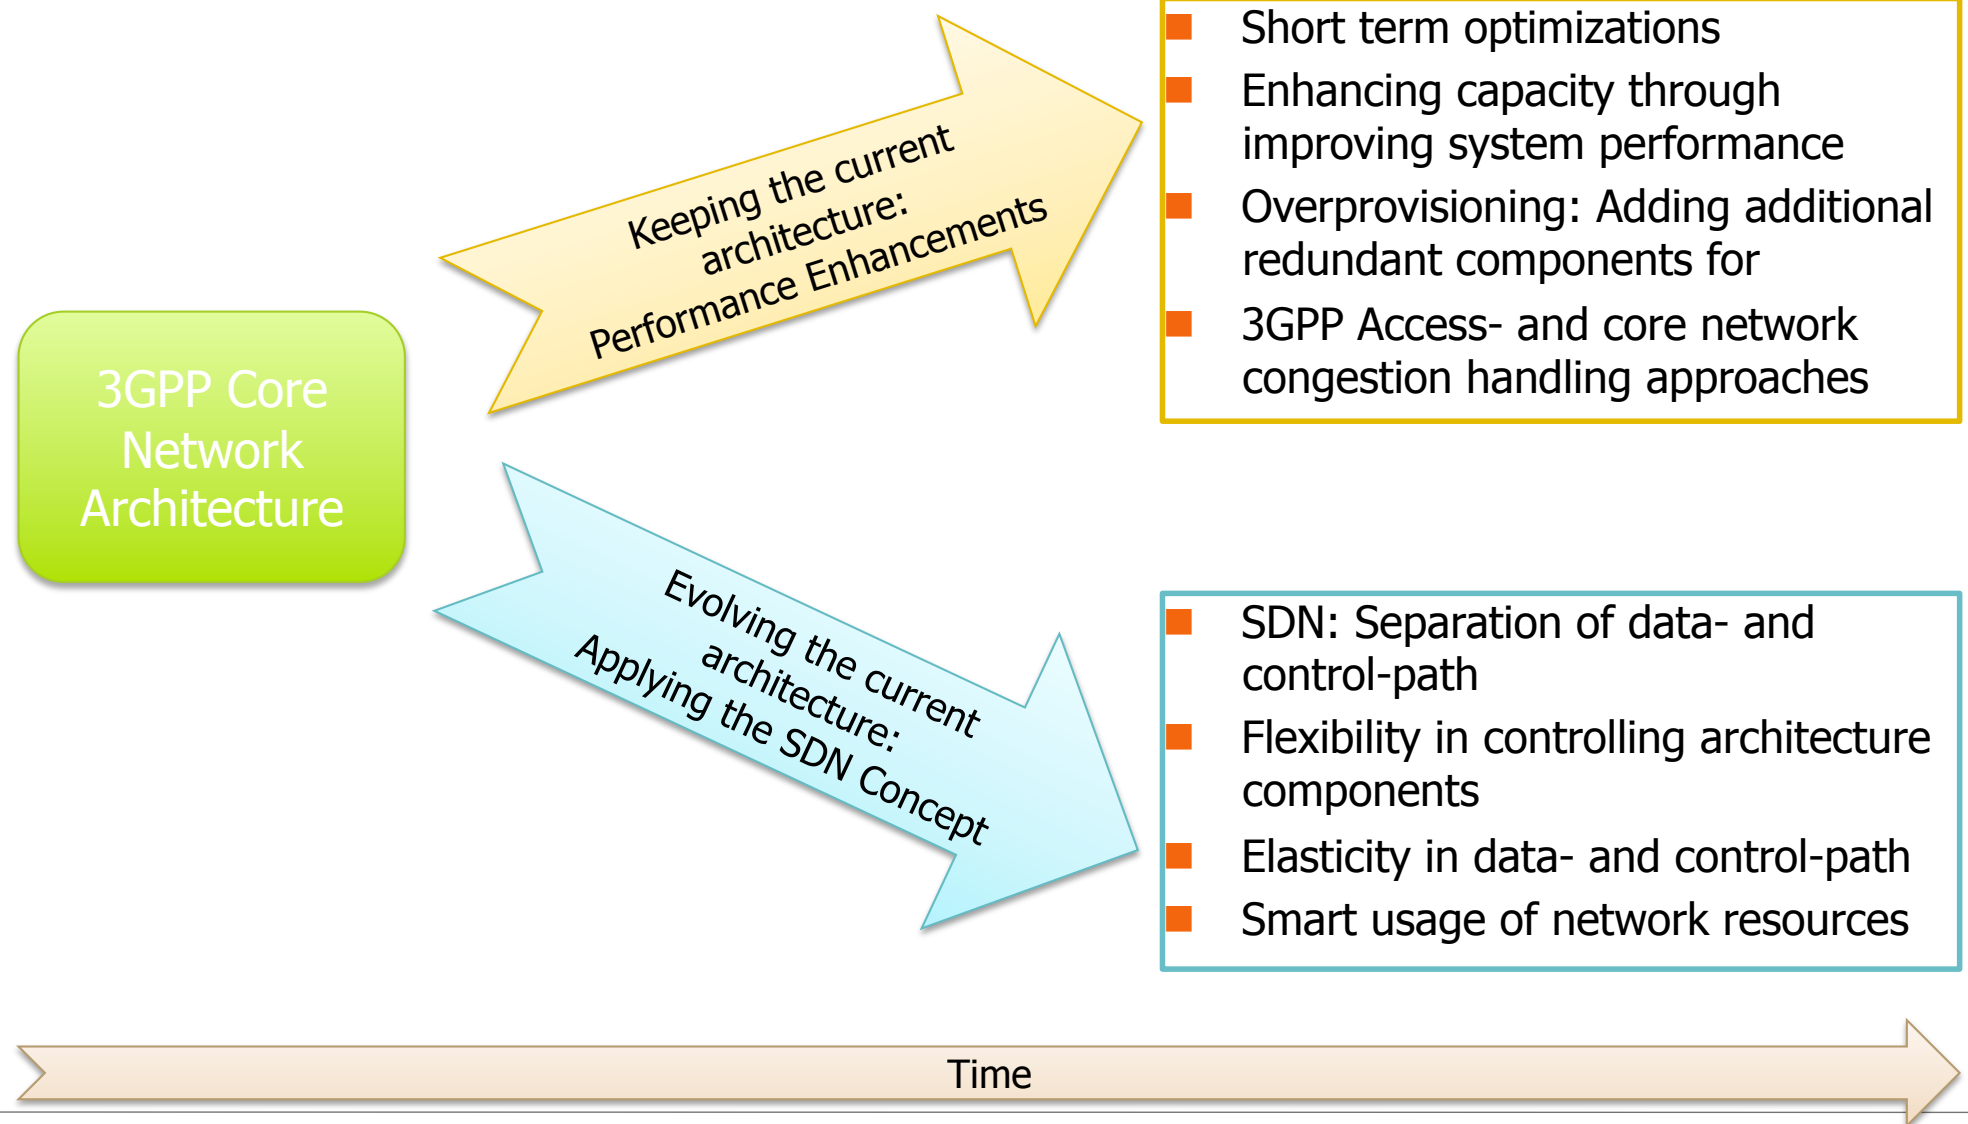 3GPP Core
Network
Architecture
Keeping the current
architecture:
Performance Enhancements
Short term optimizations
Enhancing capacity through
improving system performance
Overprovisioning: Adding additional
redundant components for
3GPP Access- and core network
congestion handling approaches
Evolving the current
architecture:
Applying the SDN Concept
SDN: Separation of data- and
control-path
Flexibility in controlling architecture
components
Elasticity in data- and control-path
Smart usage of network resources
Time